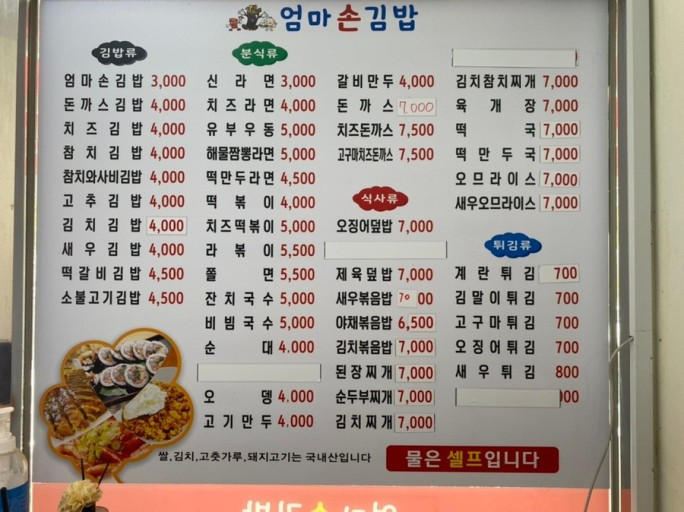 엄마손김밥
김밥류
엄마손김밥 3,000
돈까스김밥 4,000
치즈김밥 4,000
참치김밥 4,000
참치와사비김밥 4,000
고추김밥 4,000
김치김밥 4,000
새우김밥 4,000
떡갈비김밥 4,500
소불고기김밥 4,500
분식류
신라면 3,000
치즈라면 4,000
유부우동 5,000
해물짬뽕라면 5,000
떡만두라면 4,500
떡볶이 4,000
치즈떡볶이 5,000
라볶이 5,500
쫄면 5,500
잔치국수 5,000
비빔국수 5,000
순대 4.000
오뎅 4.000
고기만두 4.000
갈비만두 4,000
돈까스 7,000
치즈돈까스 7,500
고구마치즈돈까스 7,500
식사류
오징어덮밥 7,000
제육덮밥 7,000
새우볶음밥 7000
야채볶음밥 6,500
김치볶음밥 7,000
된장찌개 7,000
순두부찌개 7,000
김치찌개 7,000
김치참치찌개 7,000
육개장 7,000
떡국 7,000
떡만두국 7,000
오므라이스 7,000
새우오므라이스 7,000
튀김류
계란튀김 700
김말이튀김 700
고구마튀김 700
오징어튀김 700
새우튀김 800
00
쌀,김치,고춧가루,돼지고기는 국내산입니다
물은 셀프입니다